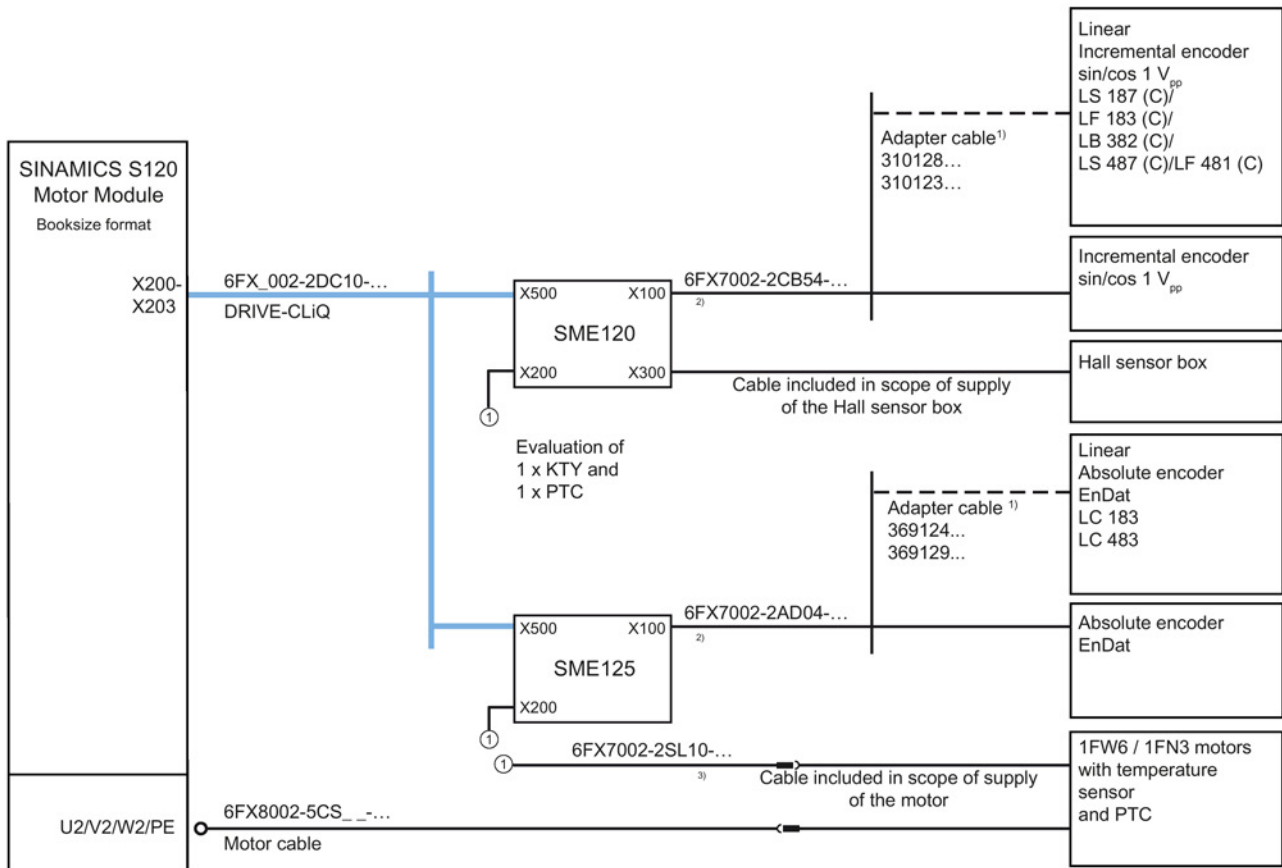 SINAMICS S120
Motor Module
Booksize format
X200-
X203
6FX_002-2DC10-…
DRIVE-CLiQ
X500
X100
SME120
X200
X300
1
Evaluation of
1 x KTY and
1 x PTC
6FX7002-2CB54-…
2)
Adapter cable1)
310128…
310123…
Linear
Incremental encoder
sin/cos 1 Vpp
LS 187 (C)/
LF 183 (C)/
LB 382 (C)/
LS 487 (C)/LF 481 (C)
Incremental encoder
sin/cos 1 Vpp
Cable included in scope of supply
of the Hall sensor box
Hall sensor box
Adapter cable 1)
369124...
369129...
Linear
Absolute encoder
EnDat
LC 183
LC 483
X500
X100
SME125
X200
1
6FX7002-2AD04-…
2)
Absolute encoder
EnDat
1
6FX7002-2SL10-…
3)
Cable included in scope of supply
of the motor
1FW6 / 1FN3 motors
with temperature
sensor
and PTC
U2/V2/W2/PE
6FX8002-5CS_ _-…
Motor cable